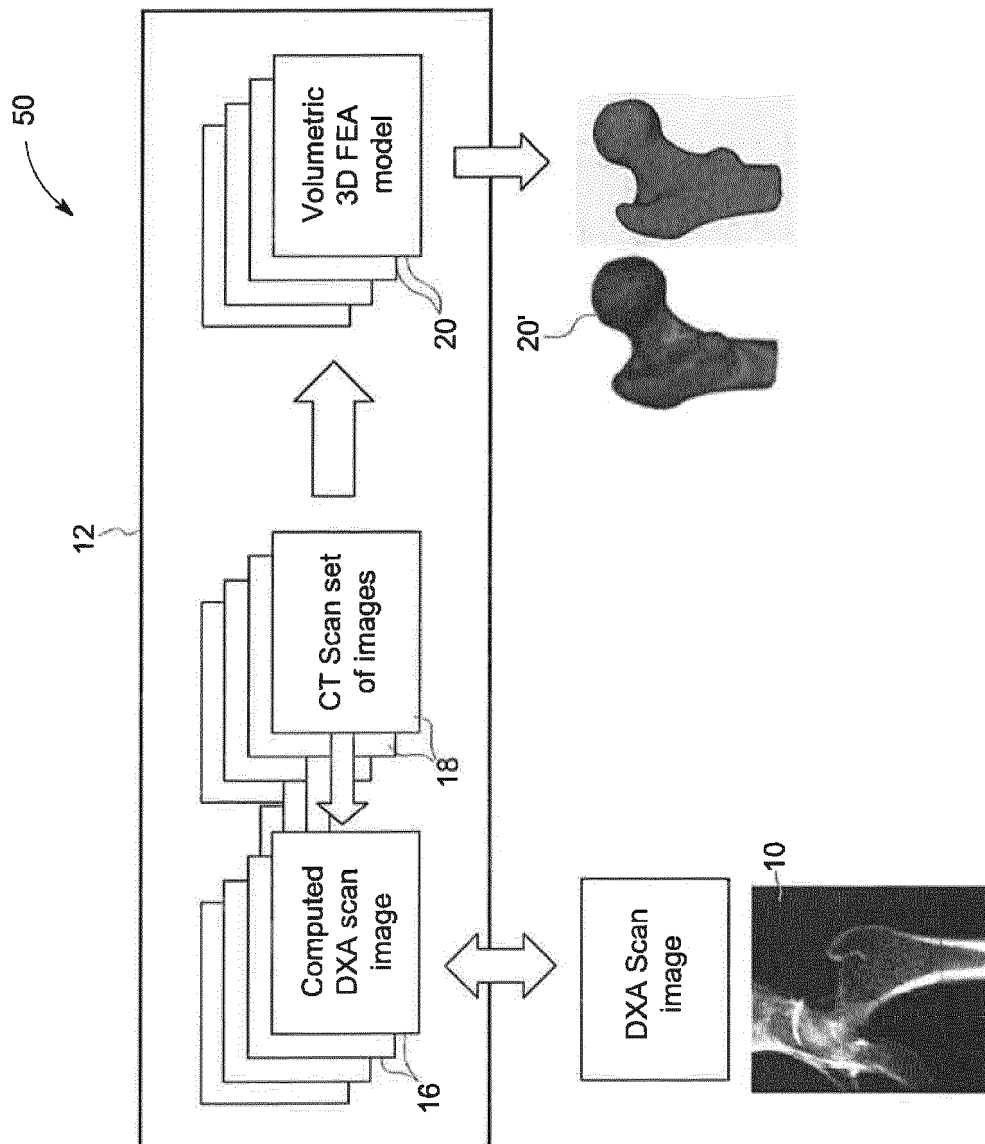 50
12
Computed
DXA scan
image
16
CT Scan set
of images
18
Volumetric
3D FEA
model
20
DXA Scan
image
10
20'